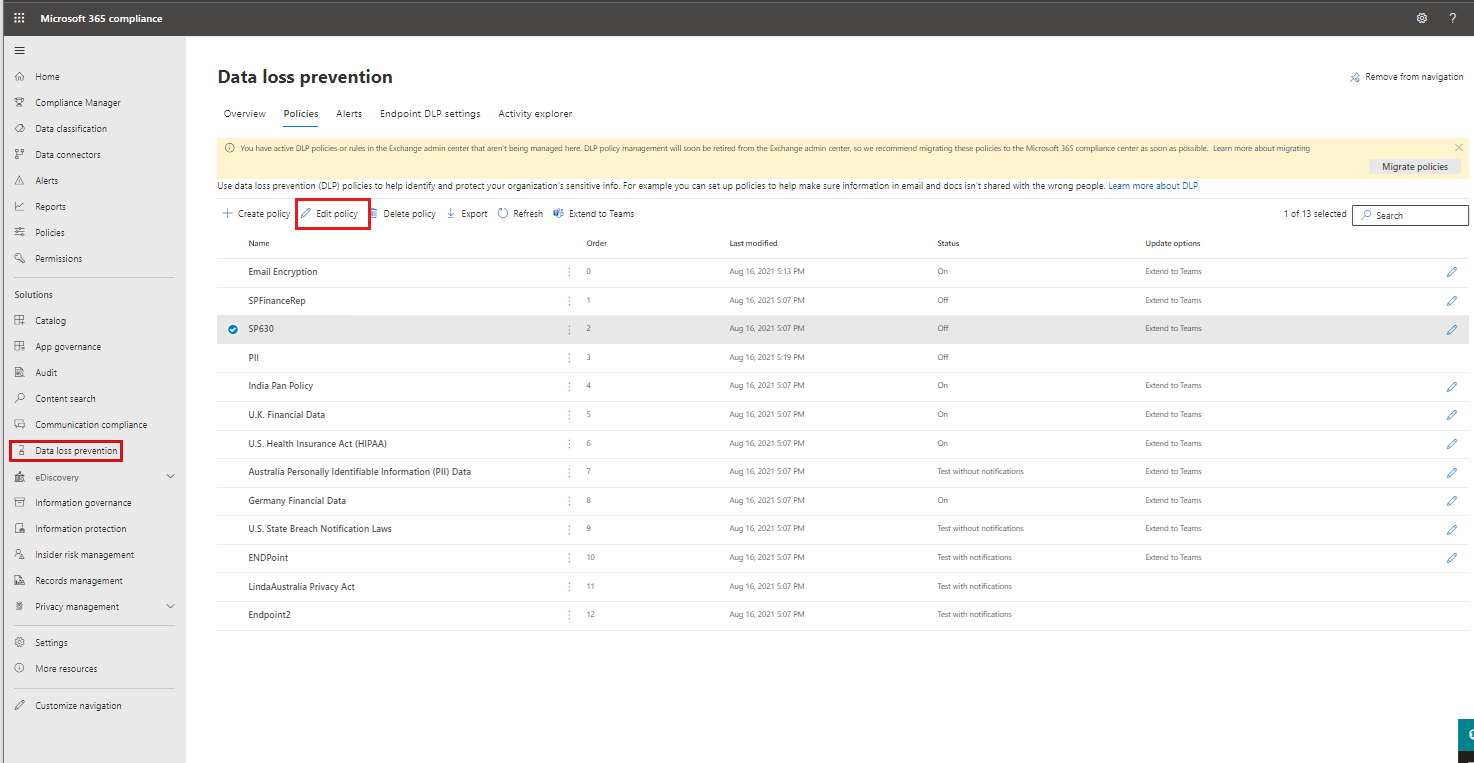 Microsoft 365 compliance
?
Home
Compliance Manager
Data classification
Data connectors
Alerts
Reports
Policies
Permissions
Solutions
Catalog
App governance
Audit
Content search
Communication compliance
Data loss prevention
eDiscovery
Information governance
Information protection
Insider risk management
Records management
Privacy management
Settings
More resources
Customize navigation
Data loss prevention
Remove from navigation
Overview Policies Alerts Endpoint DLP settings Activity explorer
You have active DLP policies or rules in the Exchange admin center that aren't being managed here. DLP policy management will soon be retired from the Exchange admin center, so we recommend migrating these policies to the Microsoft 365 compliance center as soon as possible. Learn more about migrating
Migrate policies
Use data loss prevention (DLP) policies to help identify and protect your organization's sensitive info. For example you can set up policies to help make sure information in email and docs isn't shared with the wrong people. Learn more about DLP
Create policy Edit policy Delete policy Export Refresh Extend to Teams 1 of 13 selected Search
Name Order Last modified Status Update options
Email Encryption 0 Aug 16, 2021 5:13 PM On Extend to Teams
SPFinanceRep 1 Aug 16, 2021 5:07 PM Off Extend to Teams
SP630 2 Aug 16, 2021 5:07 PM Off Extend to Teams
PII 3 Aug 16, 2021 5:19 PM Off
India Pan Policy 4 Aug 16, 2021 5:07 PM On Extend to Teams
U.K. Financial Data 5 Aug 16, 2021 5:07 PM On Extend to Teams
U.S. Health Insurance Act (HIPAA) 6 Aug 16, 2021 5:07 PM On Extend to Teams
Australia Personally Identifiable Information (PII) Data 7 Aug 16, 2021 5:07 PM Test without notifications Extend to Teams
Germany Financial Data 8 Aug 16, 2021 5:07 PM On Extend to Teams
U.S. State Breach Notification Laws 9 Aug 16, 2021 5:07 PM Test without notifications Extend to Teams
ENDPoint 10 Aug 16, 2021 5:07 PM Test with notifications Extend to Teams
LindaAustralia Privacy Act 11 Aug 16, 2021 5:07 PM Test with notifications
Endpoint2 12 Aug 16, 2021 5:07 PM Test with notifications